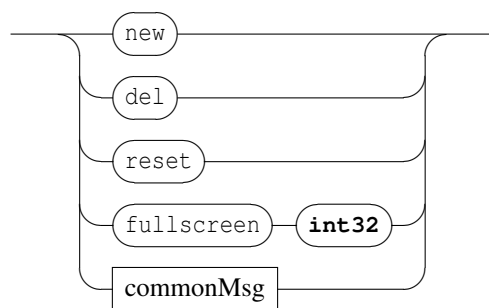 new
del
reset
fullscreen int32
commonMsg